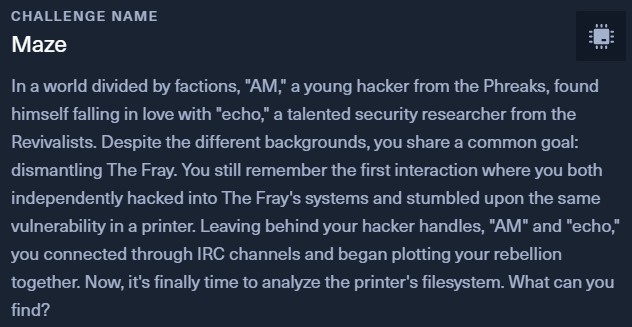 CHALLENGE NAME
Maze
In a world divided by factions, "AM," a young hacker from the Phreaks, found
himself falling in love with "echo," a talented security researcher from the
Revivalists. Despite the different backgrounds, you share a common goal:
dismantling The Fray. You still remember the first interaction where you both
independently hacked into The Fray's systems and stumbled upon the same
vulnerability in a printer. Leaving behind your hacker handles, "AM" and "echo,"
you connected through IRC channels and began plotting your rebellion
together. Now, it's finally time to analyze the printer's filesystem. What can you
find?